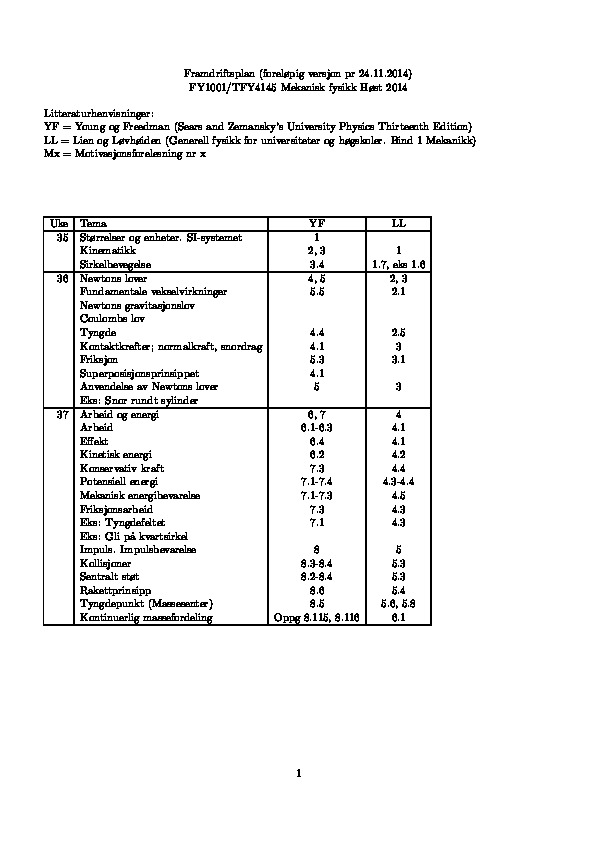 Framdriftsplan (foreløpig versjon pr 24.11.2014)
FY1001/TFY4145 Mekanisk fysikk Høst 2014
Litteraturhenvisninger:
YF = Young og Freedman (Sears and Zemansky's University Physics Thirteenth Edition)
LL = Lien og Løvhøiden (Generell fysikk for universiteter og høgskoler. Bind 1 Mekanikk)
Mx = Motivasjonsforelesning nr x
Uke Tema YF LL
35 Størrelser og enheter. SI-systemet 1
Kinematikk 2, 3 1
Sirkelbevegelse 3.4 1.7, eks 1.6
36 Newtons lover 4, 5 2, 3
Fundamentale vekselvirkninger 5.5 2.1
Newtons gravitasjonslov
Coulombs lov
Tyngde 4.4 2.5
Kontaktkrefter; normalkraft, snordrag 4.1 3
Friksjon 5.3 3.1
Superposisjonsprinsippet 4.1
Anvendelse av Newtons lover 5 3
Eks: Snor rundt sylinder
37 Arbeid og energi 6, 7 4
Arbeid 6.1-6.3 4.1
Effekt 6.4 4.1
Kinetisk energi 6.2 4.2
Konservativ kraft 7.3 4.4
Potensiell energi 7.1-7.4 4.3-4.4
Mekanisk energibevarelse 7.1-7.3 4.5
Friksjonsarbeid 7.3 4.3
Eks: Tyngdefeltet 7.1 4.3
Eks: Gli på kvartsirkel
Impuls. Impulsbevarelse 8 5
Kollisjoner 8.3-8.4 5.3
Sentralt støt 8.2-8.4 5.3
Rakettprinsipp 8.6 5.4
Tyngdepunkt (Massesenter) 8.5 5.6, 5.8
Kontinuerlig massefordeling Oppg 8.115, 8.116 6.1
1